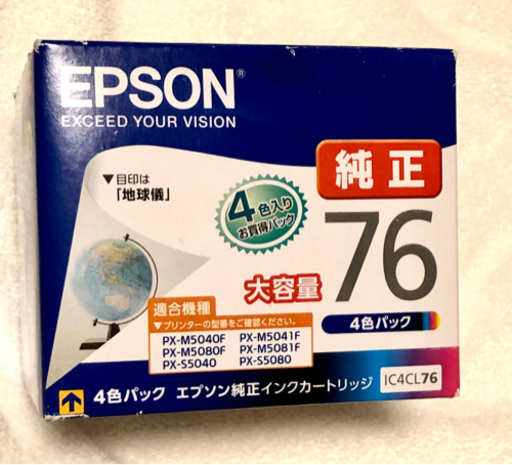 EPSON®
EXCEED YOUR VISION
▼目印は
「地球儀」
4色入り
お買得パック
純正
大容量
76
4色パック
適合機種
▼プリンターの型番をご確認ください。
PX-M5040F PX-M5041F
PX-M5080F PX-M5081F
PX-S5040 PX-S5080
4色パック エプソン純正インクカートリッジ IC4CL76